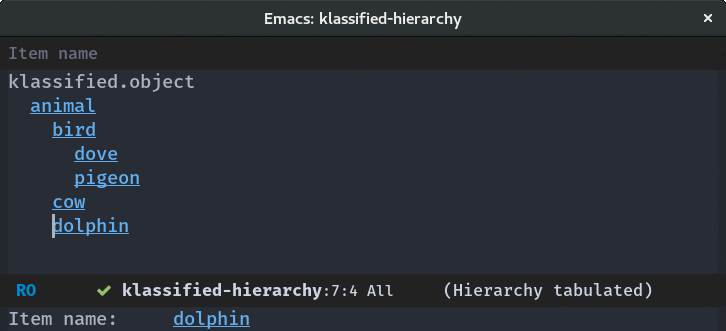 Emacs: klassified-hierarchy ×
Item name
klassified.object
animal
bird
dove
pigeon
cow
dolphin
RO ✔ klassified-hierarchy:7:4 All (Hierarchy tabulated)
Item name: dolphin